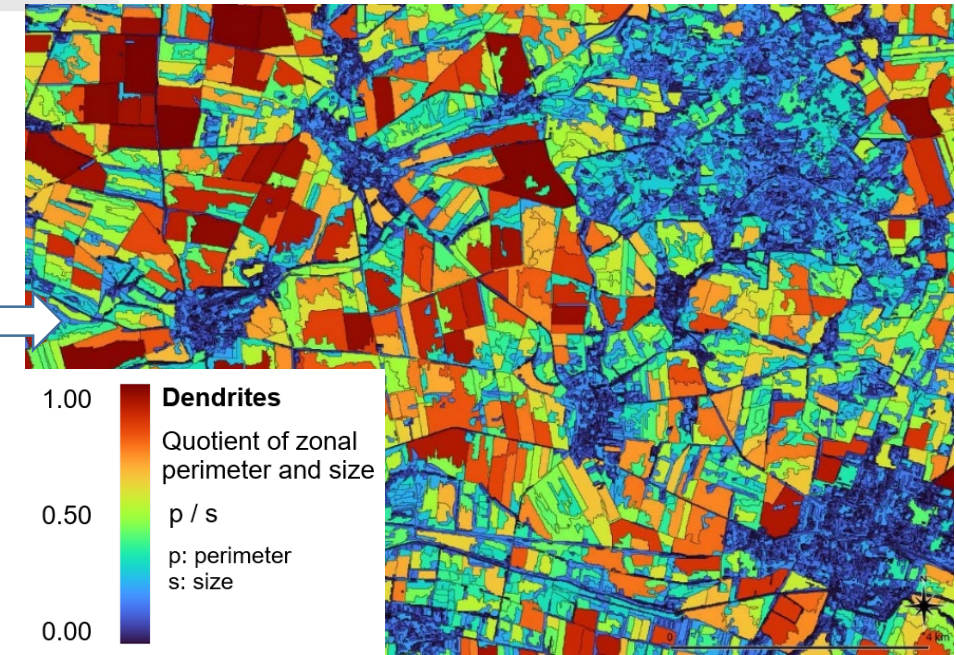 1.00
Dendrites
Quotient of zonal
perimeter and size
0.50
p / s
p: perimeter
s: size
0.00
N
0
4 km